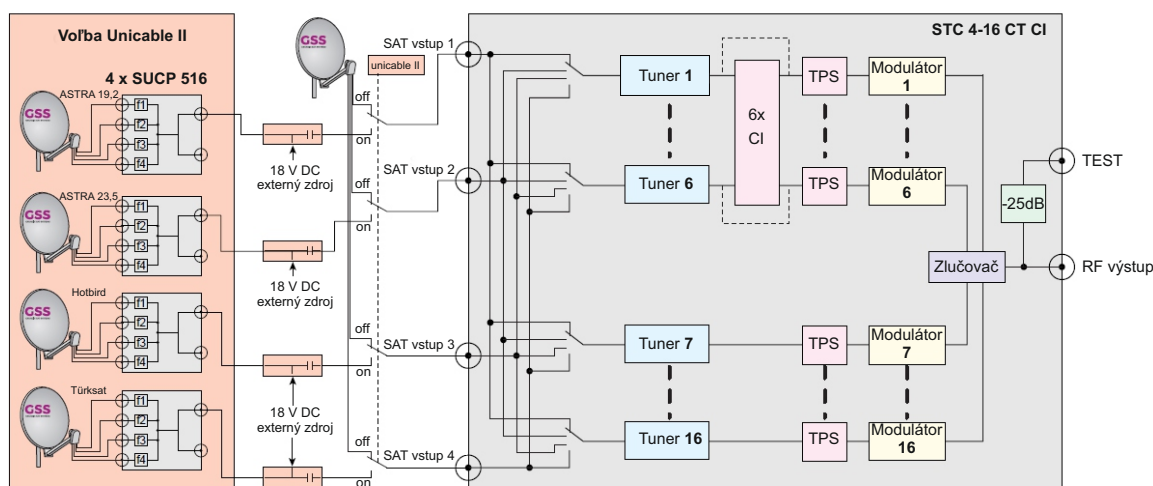 Voľba Unicable II
4 x SUCP 516
ASTRA 19,2
GSS
f1
f2
f3
f4
ASTRA 23,5
GSS
f1
f2
f3
f4
Hotbird
GSS
f1
f2
f3
f4
Türksat
GSS
f1
f2
f3
f4
18 V DC
externý zdroj
18 V DC
externý zdroj
18 V DC
externý zdroj
GSS
unicable II
off
on
off
on
off
on
off
on
SAT vstup 1
SAT vstup 2
SAT vstup 3
SAT vstup 4
STC 4-16 CT CI
Tuner 1
6x
CI
TPS
Modulátor
1
Tuner 6
TPS
Modulátor
6
Tuner 7
TPS
Modulátor
7
Tuner 16
TPS
Modulátor
16
Zlučovač
-25dB
TEST
RF výstup